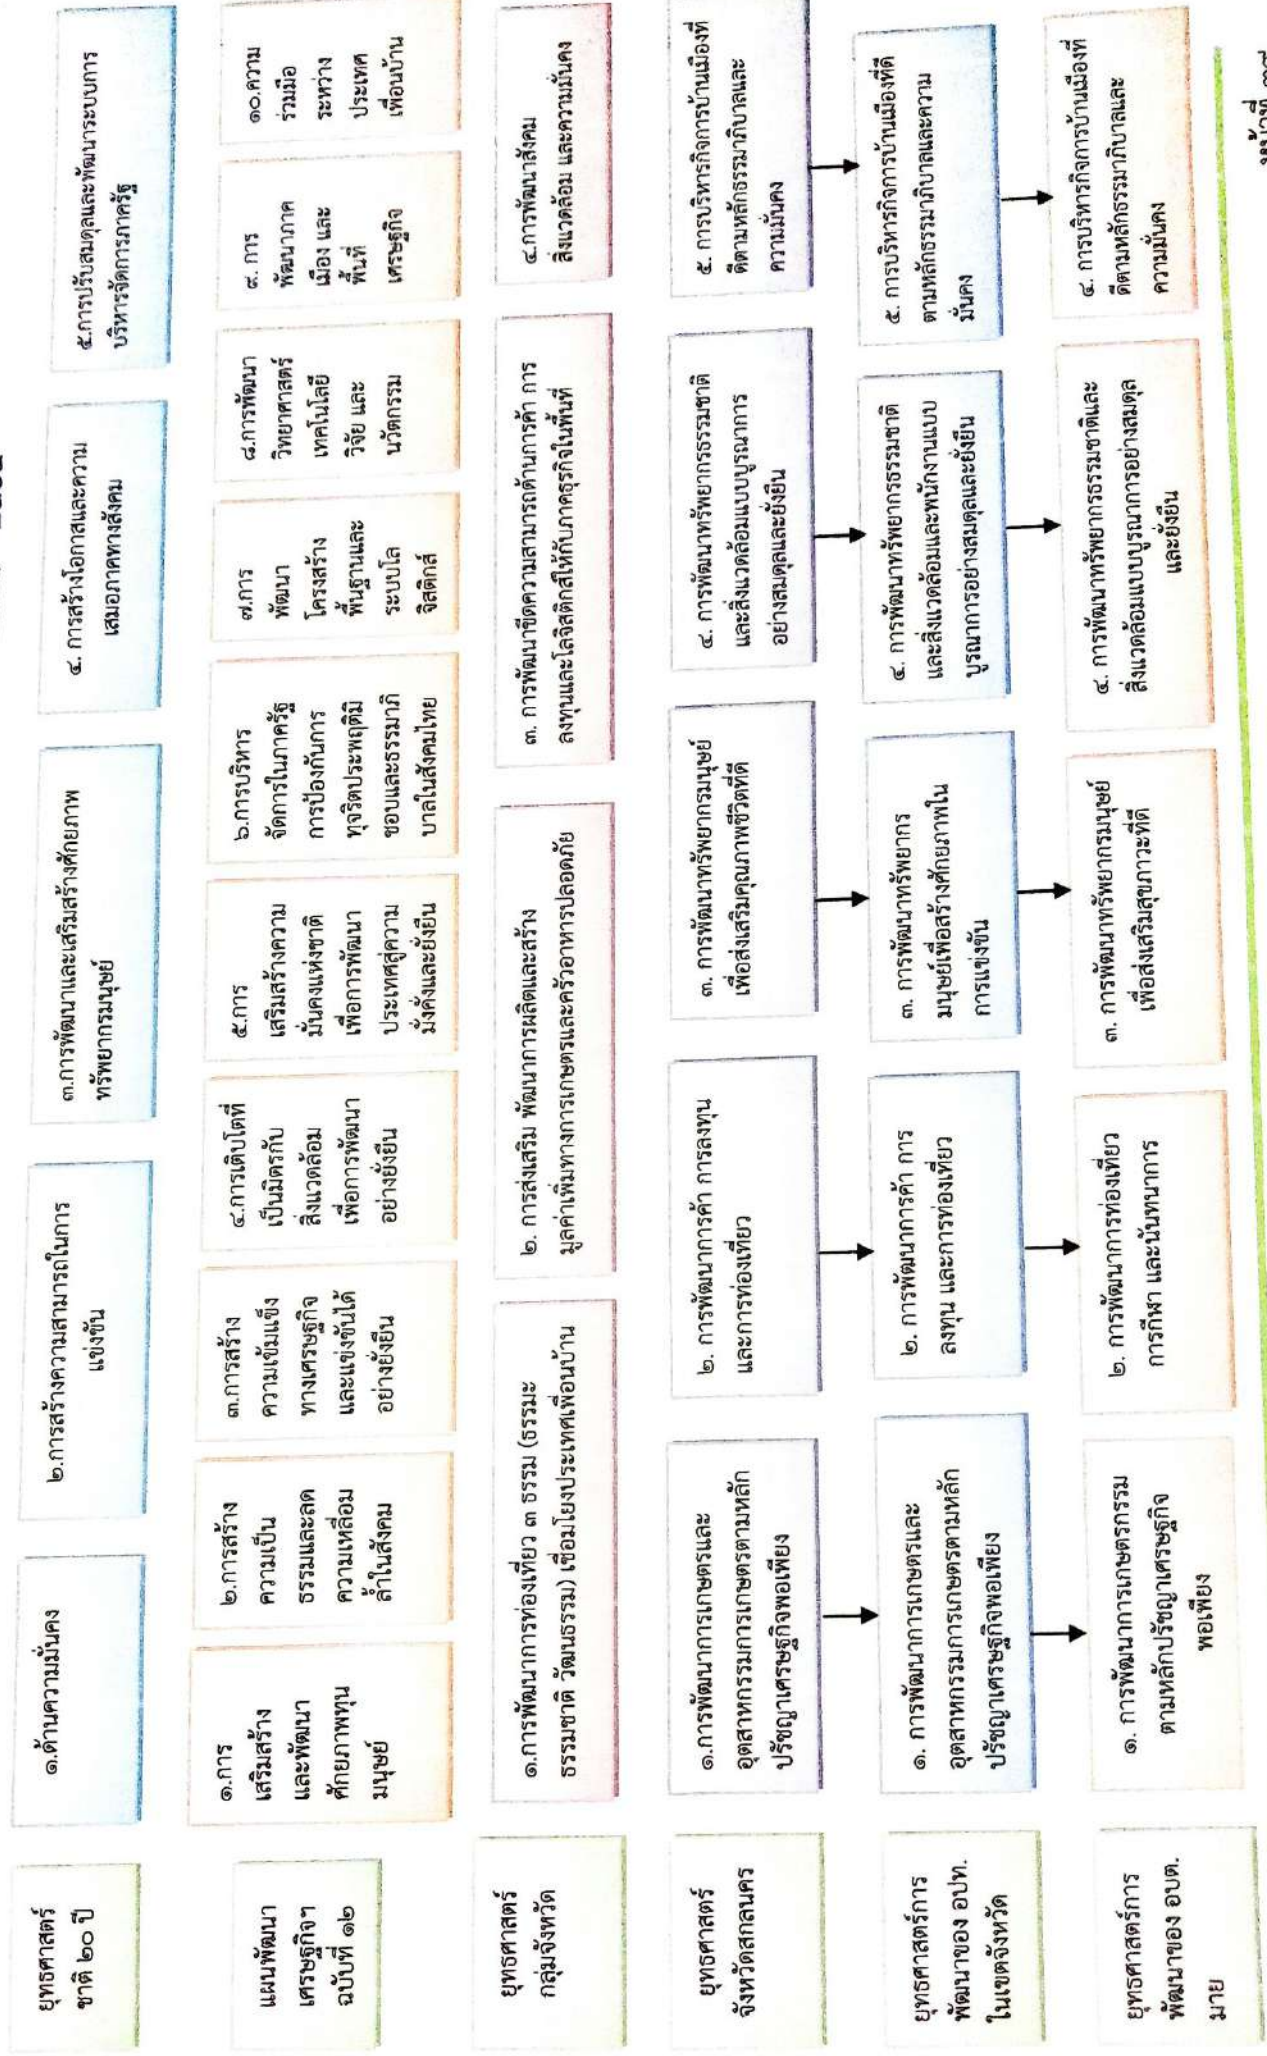 ยุทธศาสตร์
ชาติ ๒๐ ปี
๑.ด้านความมั่นคง
๒.การสร้างความสามารถในการ
แข่งขัน
๓.การพัฒนาและเสริมสร้างศักยภาพ
ทรัพยากรมนุษย์
๔. การสร้างโอกาสและความ
เสมอภาคทางสังคม
๕.การปรับสมดุลและพัฒนาระบบการ
บริหารจัดการภาครัฐ
แผนพัฒนา
เศรษฐกิจฯ
ฉบับที่ ๑๒
๑.การ
เสริมสร้าง
และพัฒนา
ศักยภาพทุน
มนุษย์
๒.การสร้าง
ความเป็น
ธรรมและลด
ความเหลื่อม
ล้ำในสังคม
๓.การสร้าง
ความเข้มแข็ง
ทางเศรษฐกิจ
และแข่งขันได้
อย่างยั่งยืน
๔.การเติบโตที่
เป็นมิตรกับ
สิ่งแวดล้อม
เพื่อการพัฒนา
อย่างยั่งยืน
๕.การ
เสริมสร้างความ
มั่นคงแห่งชาติ
เพื่อการพัฒนา
ประเทศสู่ความ
มั่งคั่งและยั่งยืน
๖.การบริหาร
จัดการในภาครัฐ
การป้องกันการ
ทุจริตประพฤติมิ
ชอบและธรรมาภิ
บาลในสังคมไทย
๗.การ
พัฒนา
โครงสร้าง
พื้นฐานและ
ระบบโล
จิสติกส์
๘.การพัฒนา
วิทยาศาสตร์
เทคโนโลยี
วิจัย และ
นวัตกรรม
๙. การ
พัฒนาภาค
เมือง และ
พื้นที่
เศรษฐกิจ
๑๐.ความ
ร่วมมือ
ระหว่าง
ประเทศ
เพื่อนบ้าน
ยุทธศาสตร์
กลุ่มจังหวัด
๑.การพัฒนาการท่องเที่ยว ๓ ธรรม (ธรรมะ
ธรรมชาติ วัฒนธรรม) เชื่อมโยงประเทศเพื่อนบ้าน
๒. การส่งเสริม พัฒนาการผลิตและสร้าง
มูลค่าเพิ่มทางการเกษตรและครัวอาหารปลอดภัย
๓. การพัฒนาขีดความสามารถด้านการค้า การ
ลงทุนและโลจิสติกส์ให้กับภาคธุรกิจในพื้นที่
๔.การพัฒนาสังคม
สิ่งแวดล้อม และความมั่นคง
ยุทธศาสตร์
จังหวัดสกลนคร
๑.การพัฒนาการเกษตรและ
อุตสาหกรรมการเกษตรตามหลัก
ปรัชญาเศรษฐกิจพอเพียง
๒. การพัฒนาการค้า การลงทุน
และการท่องเที่ยว
๓. การพัฒนาทรัพยากรมนุษย์
เพื่อส่งเสริมคุณภาพชีวิตที่ดี
๔. การพัฒนาทรัพยากรธรรมชาติ
และสิ่งแวดล้อมแบบบูรณาการ
อย่างสมดุลและยั่งยืน
๕. การบริหารกิจการบ้านเมืองที่
ดีตามหลักธรรมาภิบาลและ
ความมั่นคง
ยุทธศาสตร์การ
พัฒนาของ อปท.
ในเขตจังหวัด
๑. การพัฒนาการเกษตรและ
อุตสาหกรรมการเกษตรตามหลัก
ปรัชญาเศรษฐกิจพอเพียง
๒. การพัฒนาการค้า การ
ลงทุน และการท่องเที่ยว
๓. การพัฒนาทรัพยากร
มนุษย์เพื่อสร้างศักยภาพใน
การแข่งขัน
๔. การพัฒนาทรัพยากรธรรมชาติ
และสิ่งแวดล้อมและพนักงานแบบ
บูรณาการอย่างสมดุลและยั่งยืน
๕. การบริหารกิจการบ้านเมืองที่ดี
ตามหลักธรรมาภิบาลและความ
มั่นคง
ยุทธศาสตร์การ
พัฒนาของ อบต.
มาย
๑. การพัฒนาการเกษตรกรรม
ตามหลักปรัชญาเศรษฐกิจ
พอเพียง
๒. การพัฒนาการท่องเที่ยว
การกีฬา และนันทนาการ
๓. การพัฒนาทรัพยากรมนุษย์
เพื่อส่งเสริมสุขภาวะที่ดี
๔. การพัฒนาทรัพยากรธรรมชาติและ
สิ่งแวดล้อมแบบบูรณาการอย่างสมดุล
และยั่งยืน
๔. การบริหารกิจการบ้านเมืองที่
ดีตามหลักธรรมาภิบาลและ
ความมั่นคง
หน้าที่